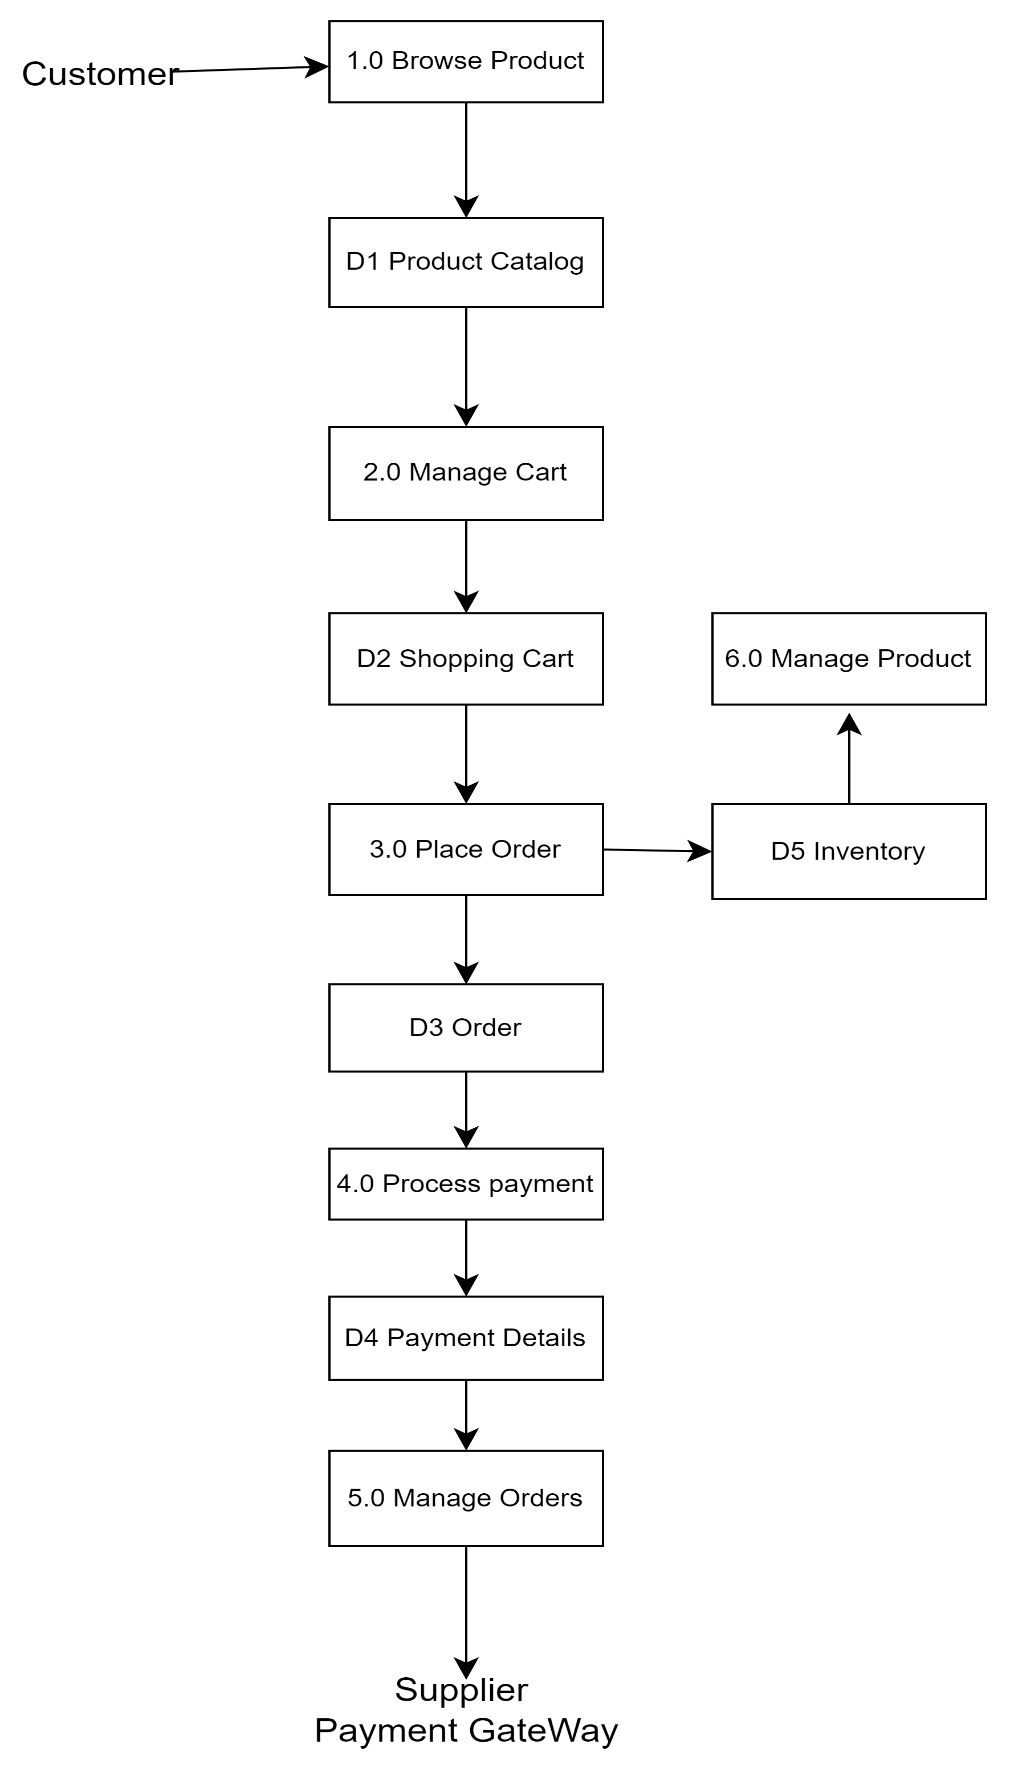 Customer
1.0 Browse Product
D1 Product Catalog
2.0 Manage Cart
D2 Shopping Cart
6.0 Manage Product
3.0 Place Order
D5 Inventory
D3 Order
4.0 Process payment
D4 Payment Details
5.0 Manage Orders
Supplier
Payment GateWay